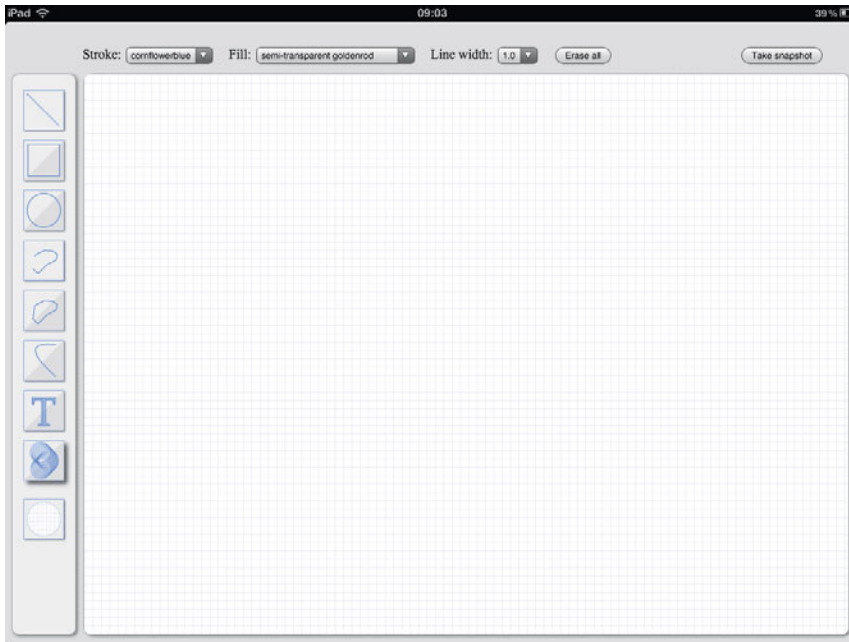 iPad 09:03 39%
Stroke: cornflowerblue Fill: semi-transparent goldenrod Line width: 1.0 Erase all Take snapshot
T